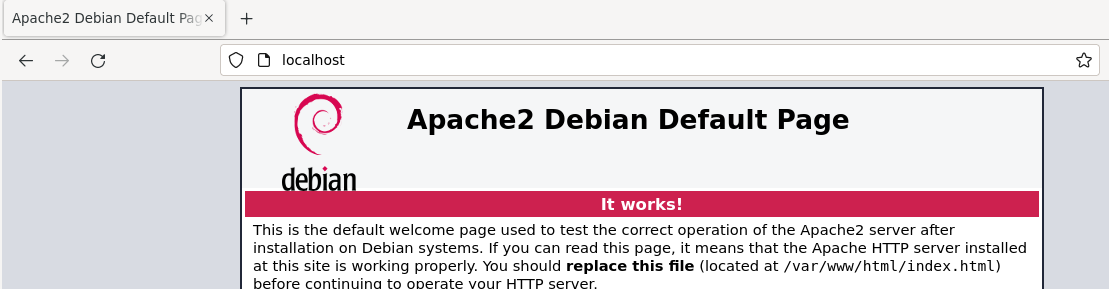 Apache2 Debian Default Pag
localhost
debian
Apache2 Debian Default Page
It works!
This is the default welcome page used to test the correct operation of the Apache2 server after
installation on Debian systems. If you can read this page, it means that the Apache HTTP server installed
at this site is working properly. You should replace this file (located at /var/www/html/index.html)
before continuing to operate your HTTP server.